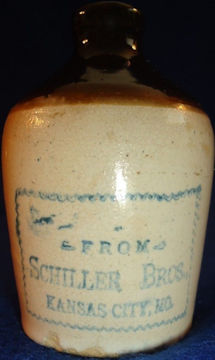 FROM
SCHILLER BROS.,
KANSAS CITY, MO.